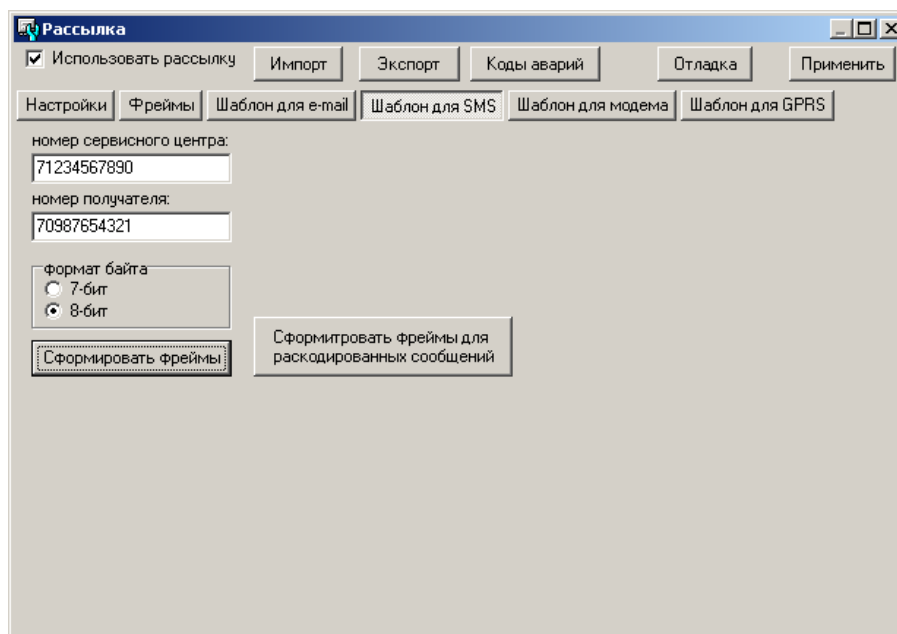 Рассылка
Использовать рассылку Импорт Экспорт Коды аварий Отладка Применить
Настройки Фреймы Шаблон для e-mail Шаблон для SMS Шаблон для модема Шаблон для GPRS
номер сервисного центра:
71234567890
номер получателя:
70987654321
формат байта
7-бит
8-бит
Сформировать фреймы
Сформитровать фреймы для
раскодированных сообщений